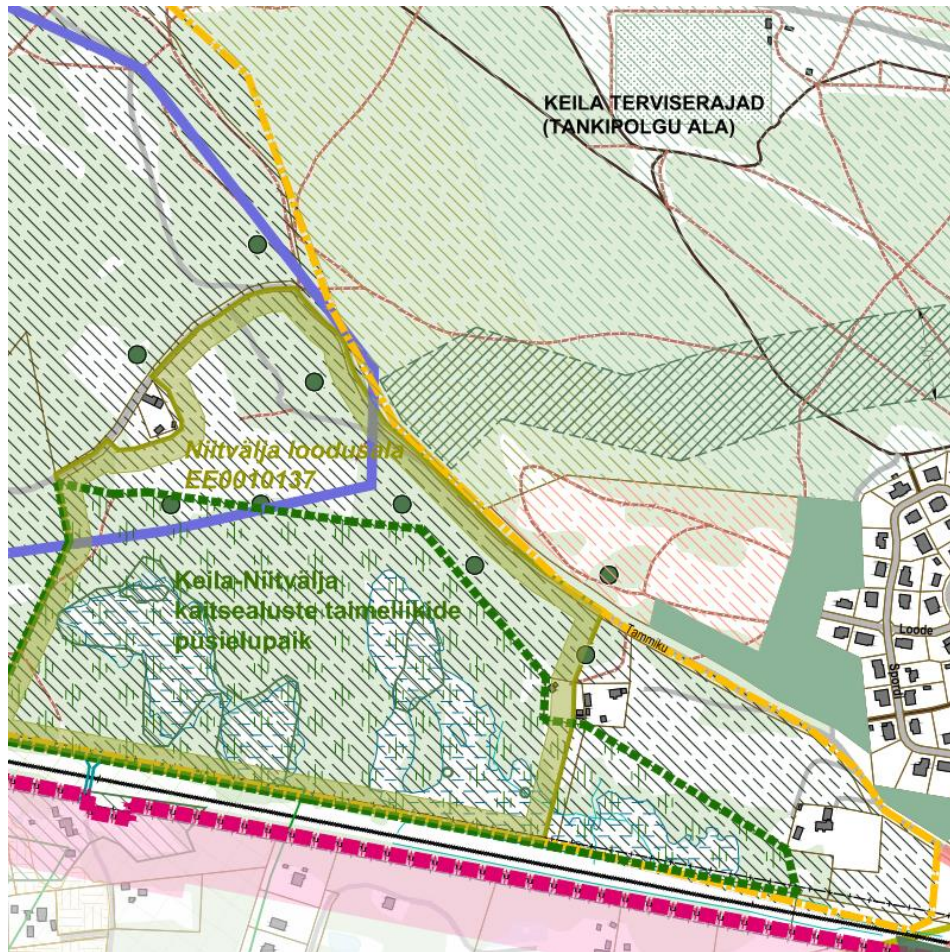 KEILA TERVISERAJAD
(TANKIPOLGU ALA)
Niitvälja loodusala
EE0010137
Keila-Niitvälja
kaitsealuste taimeliikide
püsielupaik
Tammiku
Loode
Spordi